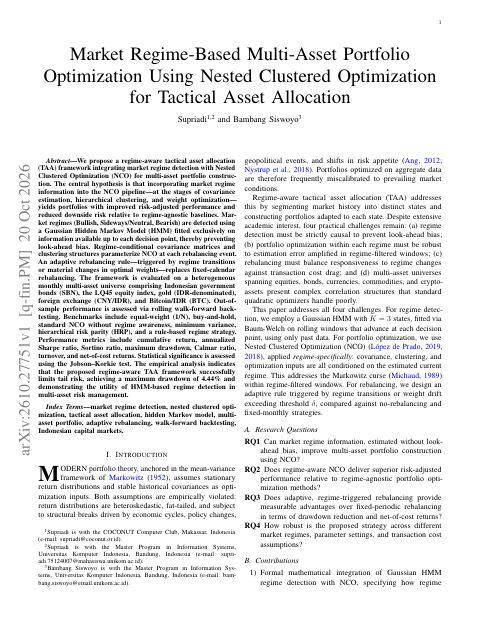 1
Market Regime-Based Multi-Asset Portfolio
Optimization Using Nested Clustered Optimization
for Tactical Asset Allocation
Supriadi1,2 and Bambang Siswoyo3
arXiv:2610.27751v1 [q-fin.PM] 20 Oct 2026
Abstract—We propose a regime-aware tactical asset allocation
(TAA) framework integrating market regime detection with Nested
Clustered Optimization (NCO) for multi-asset portfolio construc-
tion. The central hypothesis is that incorporating market regime
information into the NCO pipeline—at the stages of covariance
estimation, hierarchical clustering, and weight optimization—
yields portfolios with improved risk-adjusted performance and
reduced downside risk relative to regime-agnostic baselines. Mar-
ket regimes (Bullish, Sideways/Neutral, Bearish) are detected using
a Gaussian Hidden Markov Model (HMM) fitted exclusively on
information available up to each decision point, thereby preventing
look-ahead bias. Regime-conditional covariance matrices and
clustering structures parameterize NCO at each rebalancing event.
An adaptive rebalancing rule—triggered by regime transitions
or material changes in optimal weights—replaces fixed-calendar
rebalancing. The framework is evaluated on a heterogeneous
monthly multi-asset universe comprising Indonesian government
bonds (SBN), the LQ45 equity index, gold (IDR-denominated),
foreign exchange (CNY/IDR), and Bitcoin/IDR (BTC). Out-of-
sample performance is assessed via rolling walk-forward back-
testing. Benchmarks include equal-weight (1/N), buy-and-hold,
standard NCO without regime awareness, minimum variance,
hierarchical risk parity (HRP), and a rule-based regime strategy.
Performance metrics include cumulative return, annualized
Sharpe ratio, Sortino ratio, maximum drawdown, Calmar ratio,
turnover, and net-of-cost returns. Statistical significance is assessed
using the Jobson–Korkie test. The empirical analysis indicates
that the proposed regime-aware TAA framework successfully
limits tail risk, achieving a maximum drawdown of 4.44% and
demonstrating the utility of HMM-based regime detection in
multi-asset risk management.
Index Terms—market regime detection, nested clustered opti-
mization, tactical asset allocation, hidden Markov model, multi-
asset portfolio, adaptive rebalancing, walk-forward backtesting,
Indonesian capital markets.
I. INTRODUCTION
MODERN portfolio theory, anchored in the mean-variance
framework of Markowitz (1952), assumes stationary
return distributions and stable historical covariances as opti-
mization inputs. Both assumptions are empirically violated:
return distributions are heteroskedastic, fat-tailed, and subject
to structural breaks driven by economic cycles, policy changes,
1Supriadi is with the COCONUT Computer Club, Makassar, Indonesia
(e-mail: supriadi@coconut.or.id).
2Supriadi is with the Master Program in Information Systems,
Universitas Komputer Indonesia, Bandung, Indonesia (e-mail: supri-
adi.75124007@mahasiswa.unikom.ac.id).
3Bambang Siswoyo is with the Master Program in Information Sys-
tems, Universitas Komputer Indonesia, Bandung, Indonesia (e-mail: bam-
bang.siswoyo@email.unikom.ac.id).
geopolitical events, and shifts in risk appetite (Ang, 2012;
Nystrup et al., 2018). Portfolios optimized on aggregate data
are therefore frequently miscalibrated to prevailing market
conditions.
Regime-aware tactical asset allocation (TAA) addresses
this by segmenting market history into distinct states and
constructing portfolios adapted to each state. Despite extensive
academic interest, four practical challenges remain: (a) regime
detection must be strictly causal to prevent look-ahead bias;
(b) portfolio optimization within each regime must be robust
to estimation error amplified in regime-filtered windows; (c)
rebalancing must balance responsiveness to regime changes
against transaction cost drag; and (d) multi-asset universes
spanning equities, bonds, currencies, commodities, and crypto-
assets present complex correlation structures that standard
quadratic optimizers handle poorly.
This paper addresses all four challenges. For regime detec-
tion, we employ a Gaussian HMM with K = 3 states, fitted via
Baum-Welch on rolling windows that advance at each decision
point, using only past data. For portfolio optimization, we use
Nested Clustered Optimization (NCO) (López de Prado, 2019,
2018), applied regime-specifically: covariance, clustering, and
optimization inputs are all conditioned on the estimated current
regime. This addresses the Markowitz curse (Michaud, 1989)
within regime-filtered windows. For rebalancing, we design an
adaptive rule triggered by regime transitions or weight drift
exceeding threshold δ, compared against no-rebalancing and
fixed-monthly strategies.
A. Research Questions
RQ1 Can market regime information, estimated without look-
ahead bias, improve multi-asset portfolio construction
using NCO?
RQ2 Does regime-aware NCO deliver superior risk-adjusted
performance relative to regime-agnostic portfolio opti-
mization methods?
RQ3 Does adaptive, regime-triggered rebalancing provide
measurable advantages over fixed-periodic rebalancing
in terms of drawdown reduction and net-of-cost returns?
RQ4 How robust is the proposed strategy across different
market regimes, parameter settings, and transaction cost
assumptions?
B. Contributions
1) Formal mathematical integration of Gaussian HMM
regime detection with NCO, specifying how regime